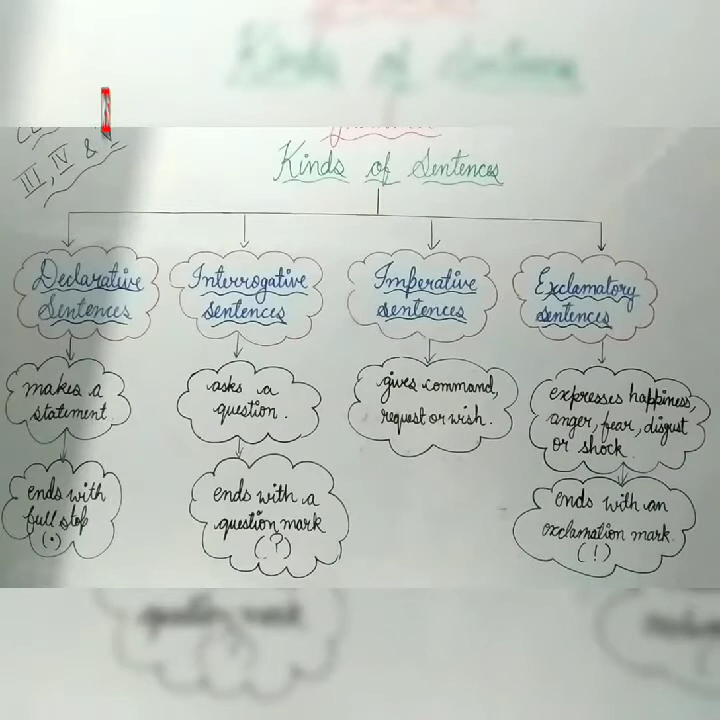 III, IV & V
Kinds of Sentences
Declarative
Sentences
makes a
statement.
ends with
full stop
(.)
Interrogative
sentences
asks a
question.
ends with a
question mark
(?)
Imperative
sentences
gives command,
request or wish.
Exclamatory
sentences
expresses happiness,
anger, fear, disgust
or shock.
ends with an
exclamation mark.
(!)